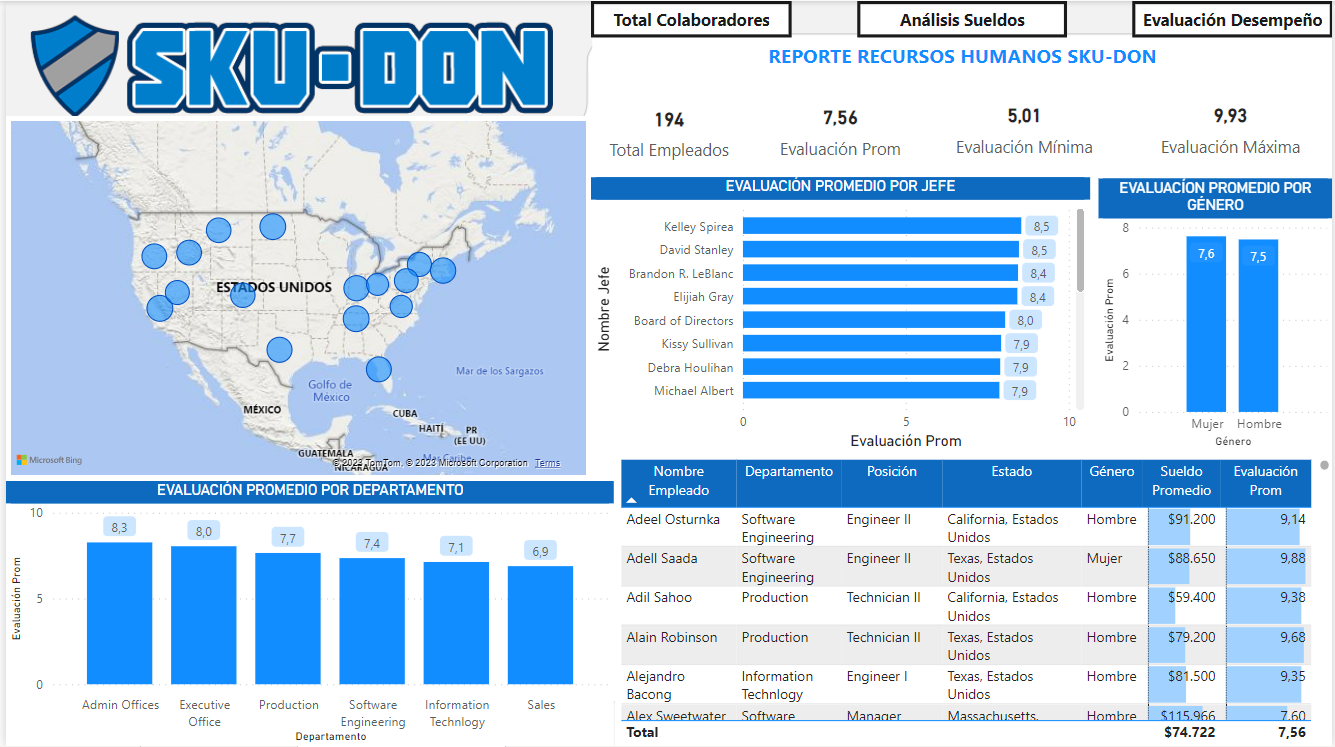 SKU-DON
Total Colaboradores
Análisis Sueldos
Evaluación Desempeño
REPORTE RECURSOS HUMANOS SKU-DON
194
Total Empleados
7,56
Evaluación Prom
5,01
Evaluación Mínima
9,93
Evaluación Máxima
ESTADOS UNIDOS
Golfo de
México
Mar de los Sargazos
MÉXICO
CUBA
HAITÍ
PR
(EE UU)
GUATEMALA
Mar Caribe
NICARAGUA
Microsoft Bing
© 2023 TomTom, © 2023 Microsoft Corporation Terms
EVALUACIÓN PROMEDIO POR JEFE
Nombre Jefe
Kelley Spirea 8,5
David Stanley 8,5
Brandon R. LeBlanc 8,4
Elijiah Gray 8,4
Board of Directors 8,0
Kissy Sullivan 7,9
Debra Houlihan 7,9
Michael Albert 7,9
0 5 10
Evaluación Prom
EVALUACÍON PROMEDIO POR
GÉNERO
Evaluación Prom
8
6
4
2
0
7,6 7,5
Mujer Hombre
Género
EVALUACIÓN PROMEDIO POR DEPARTAMENTO
Evaluación Prom
10
5
0
8,3 8,0 7,7 7,4 7,1 6,9
Admin Offices Executive Production Software Information Sales
Office Engineering Technlogy
Departamento
Nombre Departamento Posición Estado Género Sueldo Evaluación
Empleado Promedio Prom
Adeel Osturnka Software Engineer II California, Estados Hombre $91.200 9,14
Engineering Unidos
Adell Saada Software Engineer II Texas, Estados Mujer $88.650 9,88
Engineering Unidos
Adil Sahoo Production Technician II California, Estados Hombre $59.400 9,38
Unidos
Alain Robinson Production Technician II Texas, Estados Hombre $79.200 9,68
Unidos
Alejandro Information Engineer I Texas, Estados Hombre $81.500 9,35
Bacong Technlogy Unidos
Alex Sweetwater Software Manager Massachusetts, Hombre $115.966 7,60
Total $74.722 7,56